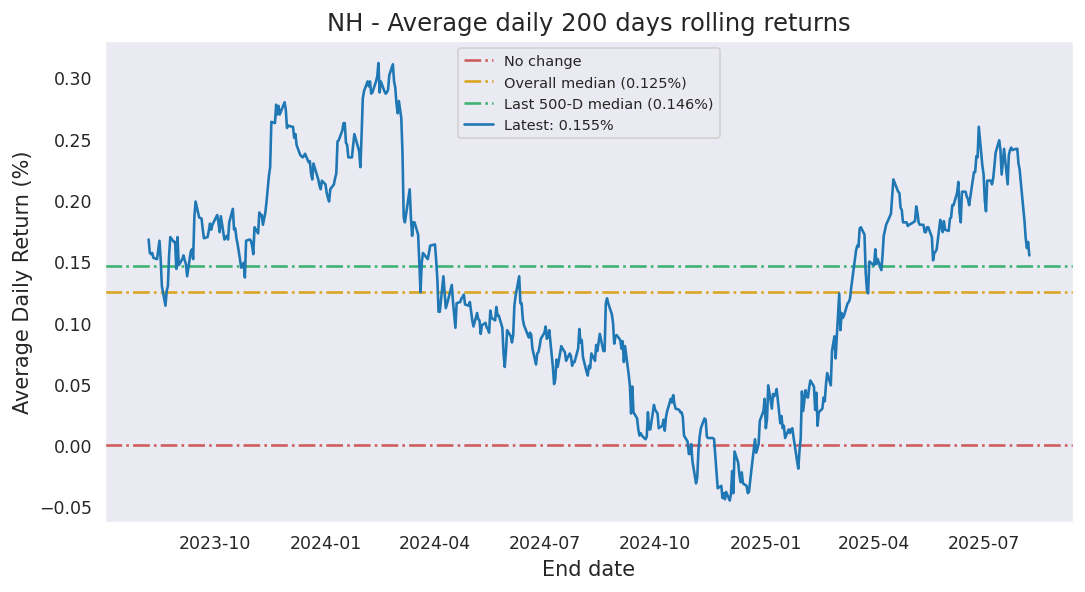 NH - Average daily 200 days rolling returns
No change
Overall median (0.125%)
Last 500-D median (0.146%)
Latest: 0.155%
Average Daily Return (%)
0.30
0.25
0.20
0.15
0.10
0.05
0.00
−0.05
2023-10 2024-01 2024-04 2024-07 2024-10 2025-01 2025-04 2025-07
End date